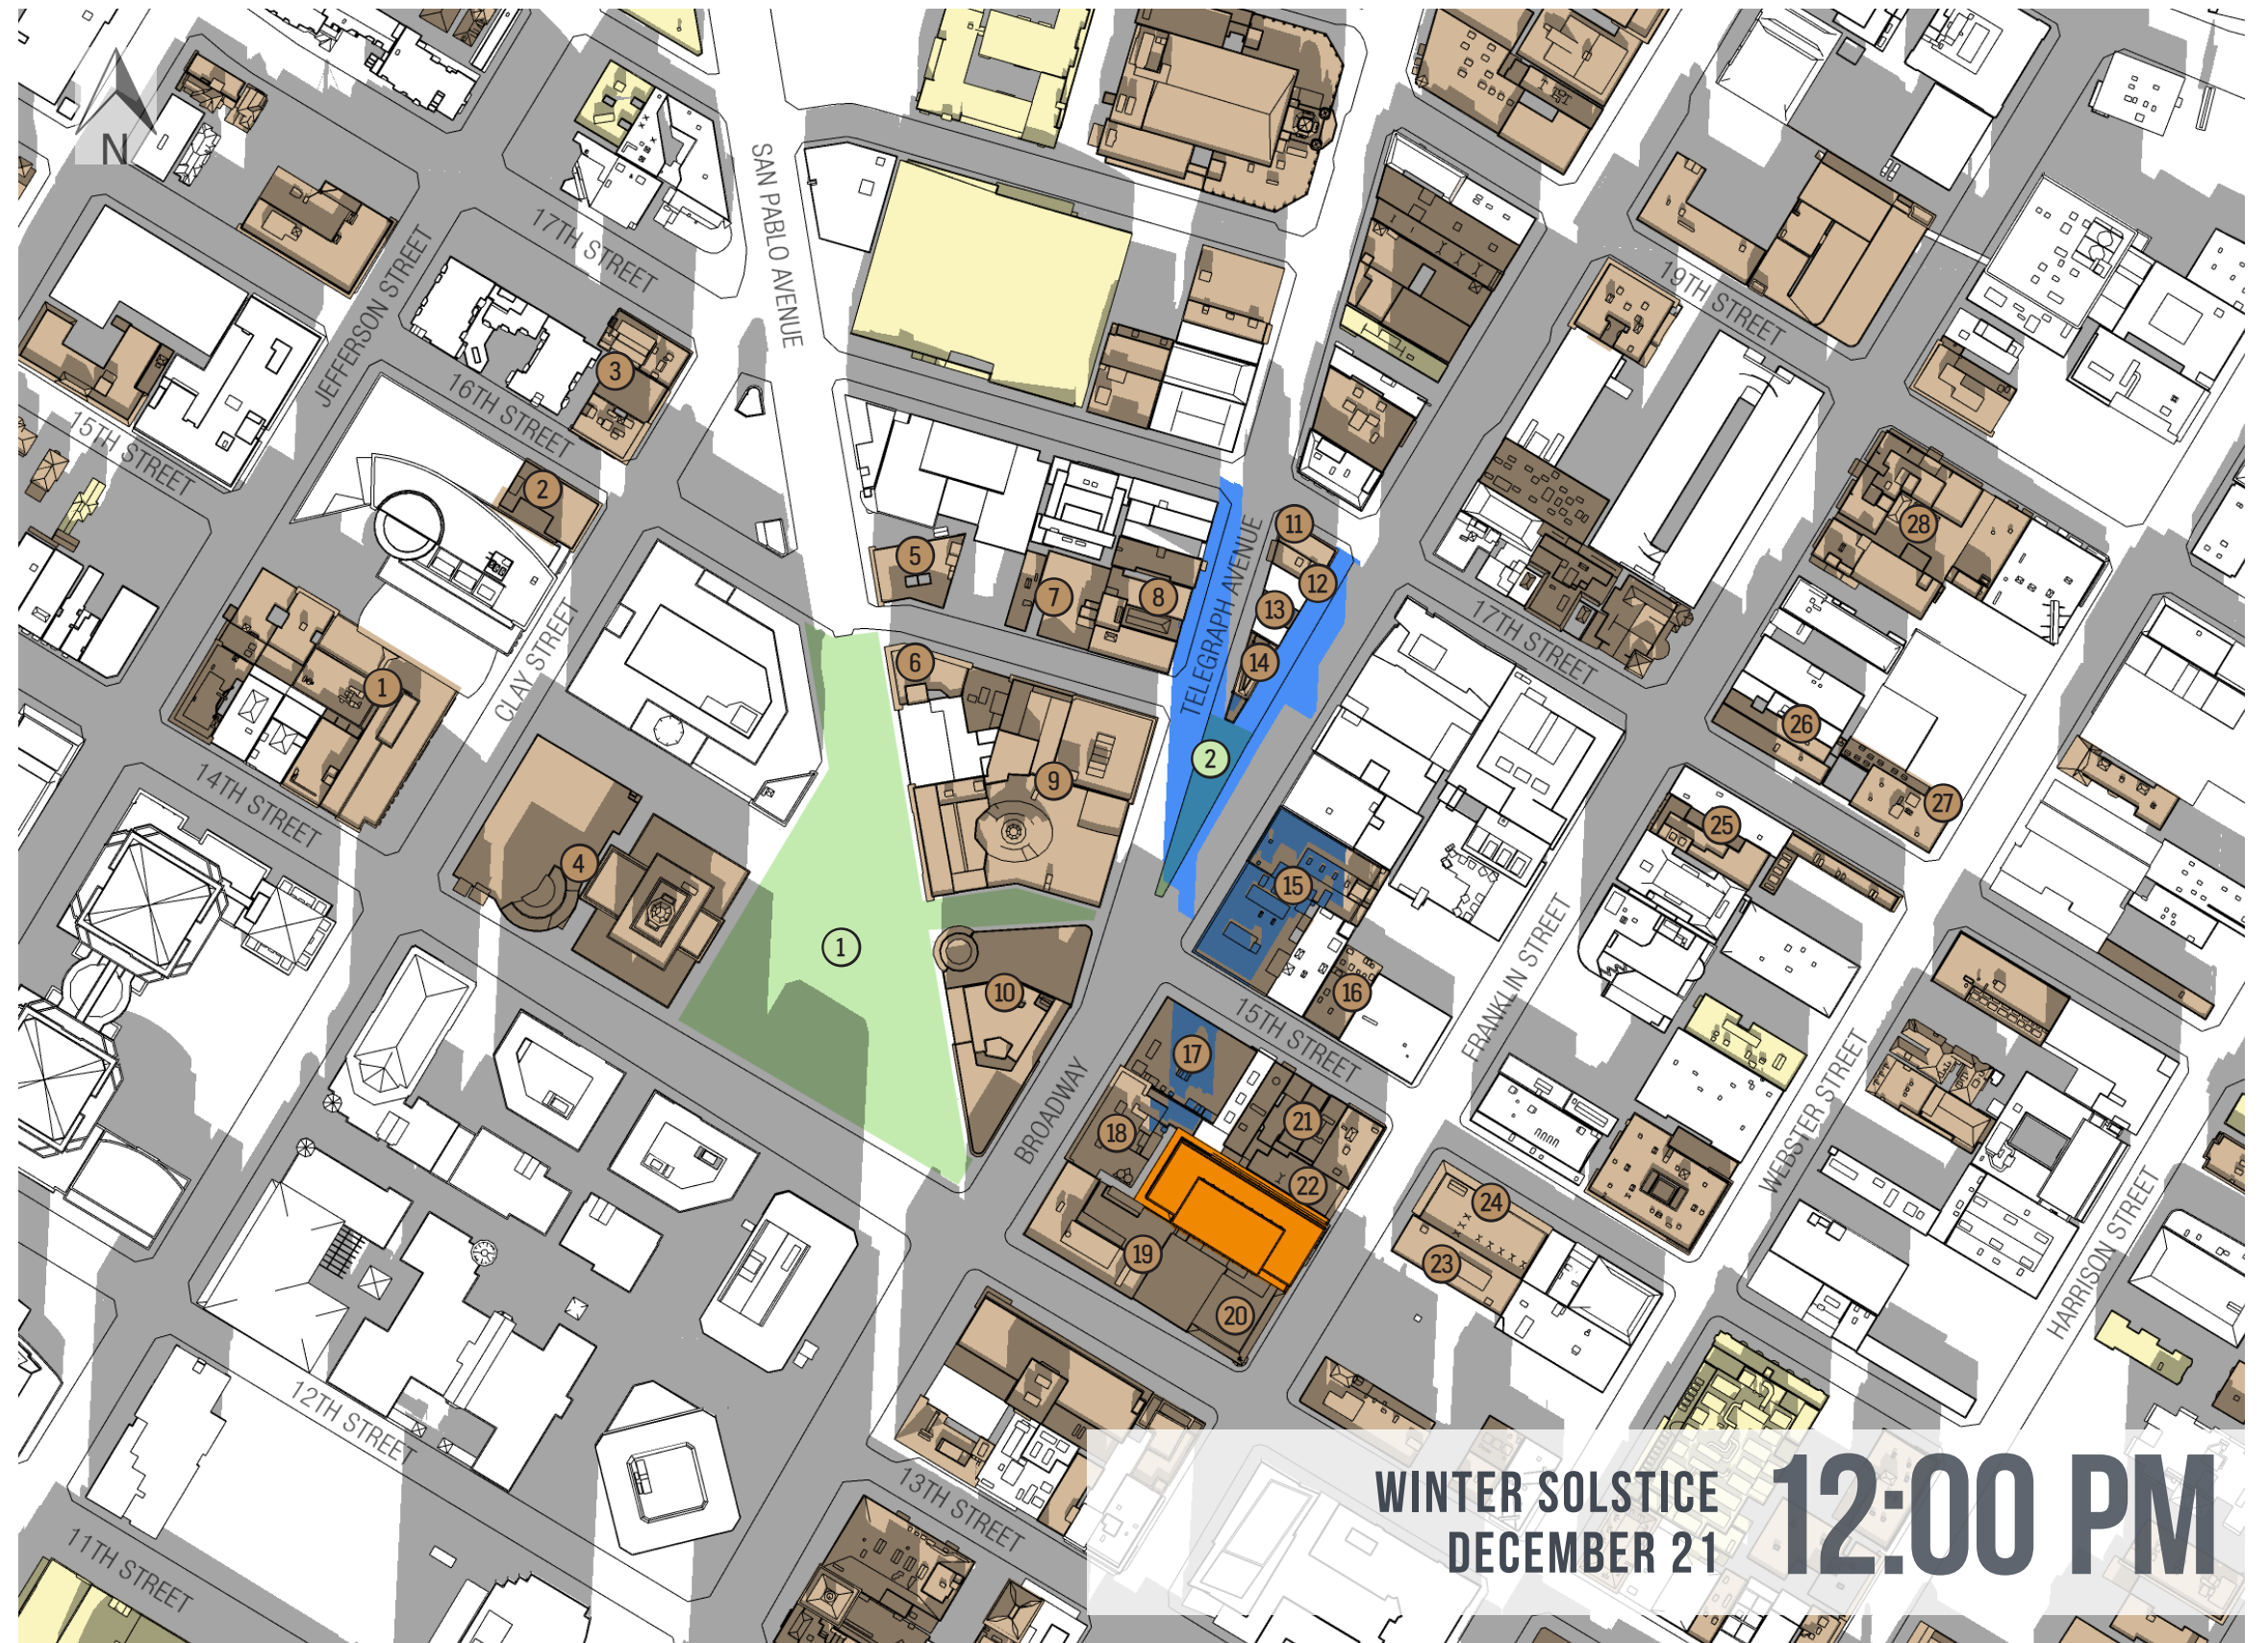 N
SAN PABLO AVENUE
17TH STREET
JEFFERSON STREET
19TH STREET
3
16TH STREET
15TH STREET
2
11
TELEGRAPH AVENUE
28
5
12
7
8
13
17TH STREET
6
14
1
CLAY STREET
26
2
9
14TH STREET
27
25
4
15
1
FRANKLIN STREET
10
16
15TH STREET
17
WEBSTER STREET
BROADWAY
21
18
22
24
HARRISON STREET
19
23
20
12TH STREET
13TH STREET
11TH STREET
WINTER SOLSTICE
DECEMBER 21
12:00 PM